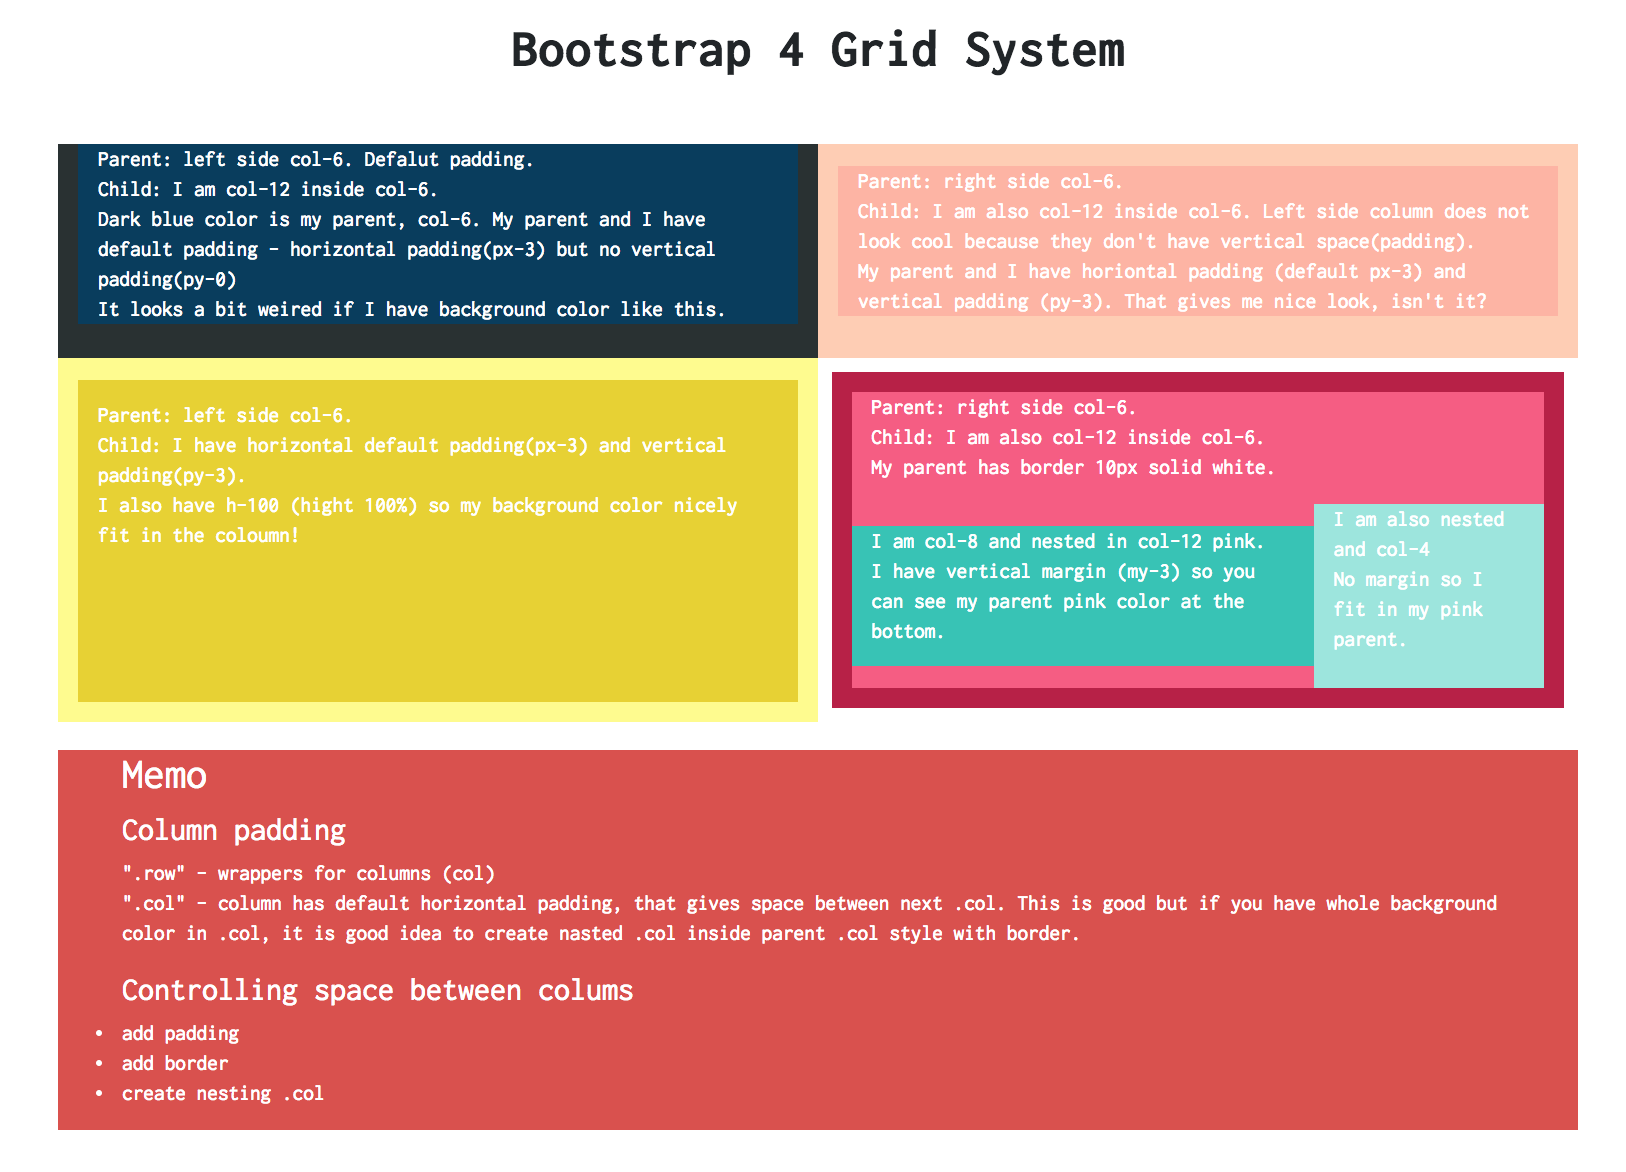 Bootstrap 4 Grid System
Parent: left side col-6. Defalut padding.
Child: I am col-12 inside col-6.
Dark blue color is my parent, col-6. My parent and I have
default padding - horizontal padding(px-3) but no vertical
padding(py-0)
It looks a bit weired if I have background color like this.
Parent: right side col-6.
Child: I am also col-12 inside col-6. Left side column does not
look cool because they don't have vertical space(padding).
My parent and I have horiontal padding (default px-3) and
vertical padding (py-3). That gives me nice look, isn't it?
Parent: left side col-6.
Child: I have horizontal default padding(px-3) and vertical
padding(py-3).
I also have h-100 (hight 100%) so my background color nicely
fit in the coloumn!
Parent: right side col-6.
Child: I am also col-12 inside col-6.
My parent has border 10px solid white.
I am col-8 and nested in col-12 pink.
I have vertical margin (my-3) so you
can see my parent pink color at the
bottom.
I am also nested
and col-4
No margin so I
fit in my pink
parent.
Memo
Column padding
".row" - wrappers for columns (col)
".col" - column has default horizontal padding, that gives space between next .col. This is good but if you have whole background
color in .col, it is good idea to create nasted .col inside parent .col style with border.
Controlling space between colums
• add padding
• add border
• create nesting .col